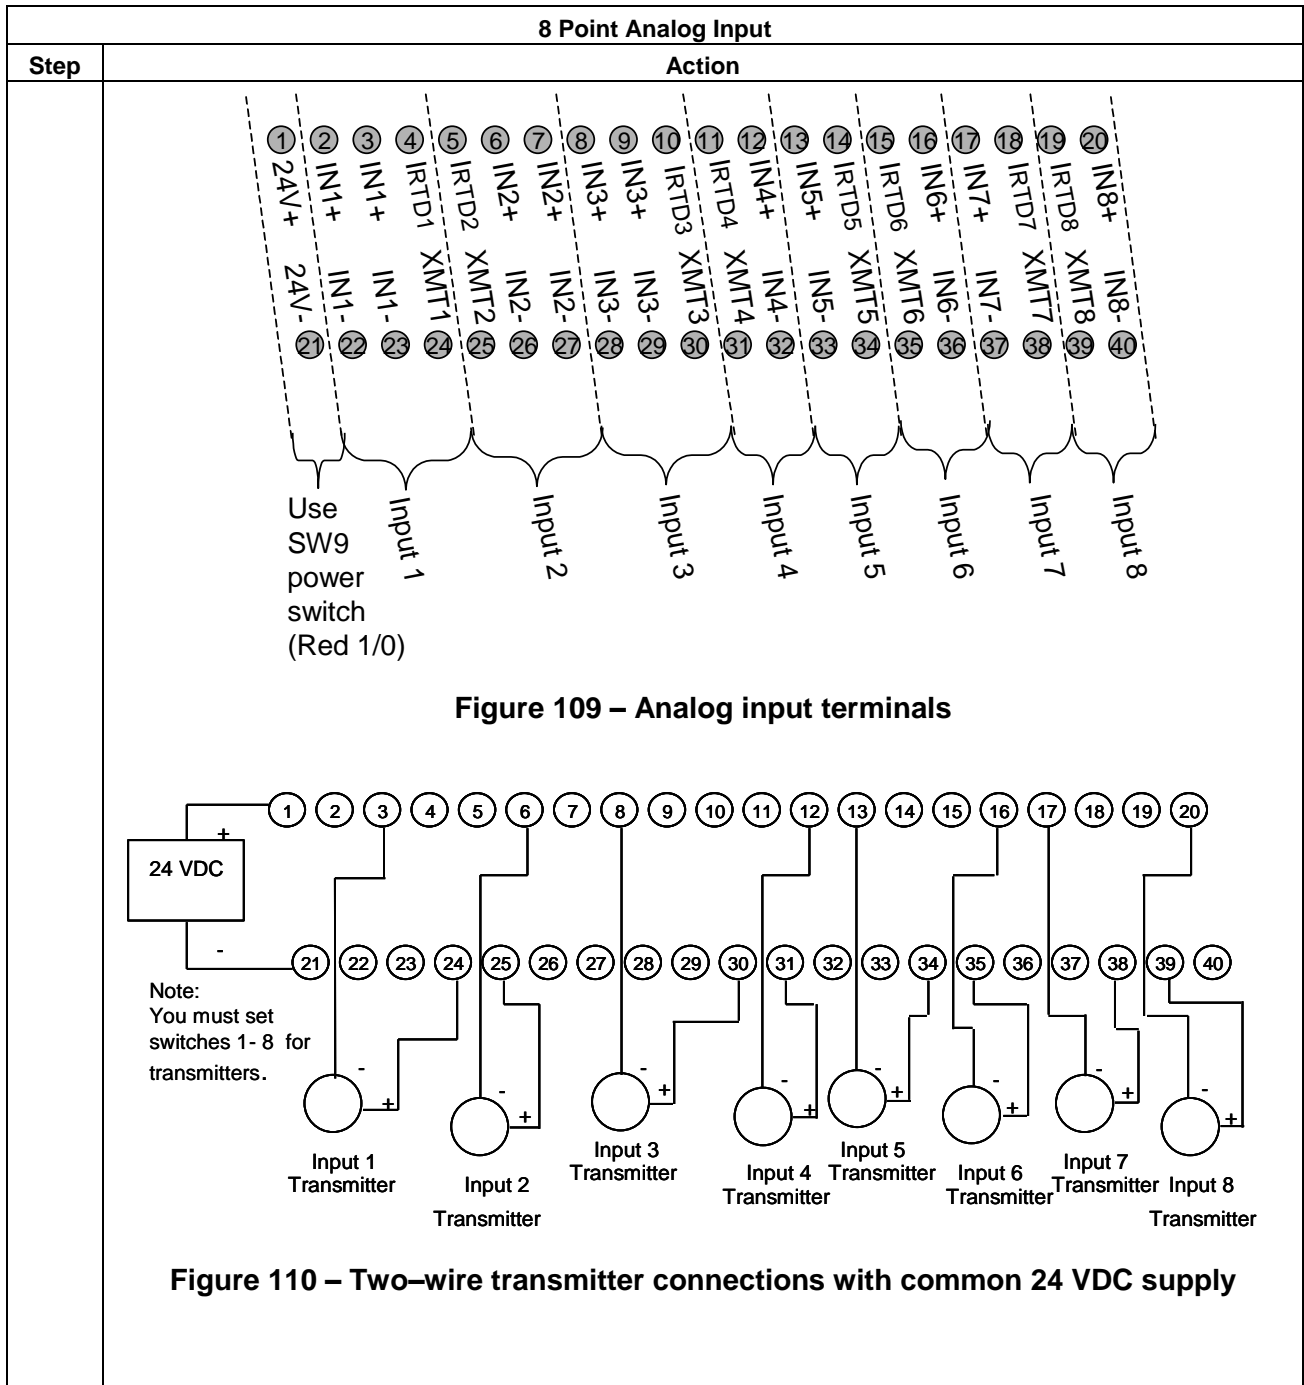 8 Point Analog Input
Step Action
1 2 3 4 5 6 7 8 9 10 11 12 13 14 15 16 17 18 19 20
24V+ IN1+ IN1+ IRTD1 IRTD2 IN2+ IN2+ IN3+ IN3+ IRTD3 IRTD4 IN4+ IN5+ IRTD5 IRTD6 IN6+ IN7+ IRTD7 IRTD8 IN8+
24V- IN1- IN1- XMT1 XMT2 IN2- IN2- IN3- IN3- XMT3 XMT4 IN4- IN5- XMT5 XMT6 IN6- IN7- XMT7 XMT8 IN8-
21 22 23 24 25 26 27 28 29 30 31 32 33 34 35 36 37 38 39 40
Use
SW9
power
switch
(Red 1/0)
Input 1
Input 2
Input 3
Input 4
Input 5
Input 6
Input 7
Input 8
Figure 109 – Analog input terminals
1 2 3 4 5 6 7 8 9 10 11 12 13 14 15 16 17 18 19 20
+
24 VDC
-
21 22 23 24 25 26 27 28 29 30 31 32 33 34 35 36 37 38 39 40
Note:
You must set
switches 1- 8 for
transmitters.
- +
- +
- +
- +
- +
- +
- +
- +
Input 1
Transmitter
Input 2
Transmitter
Input 3
Transmitter
Input 4
Transmitter
Input 5
Transmitter
Input 6
Transmitter
Input 7
Transmitter
Input 8
Transmitter
Figure 110 – Two–wire transmitter connections with common 24 VDC supply